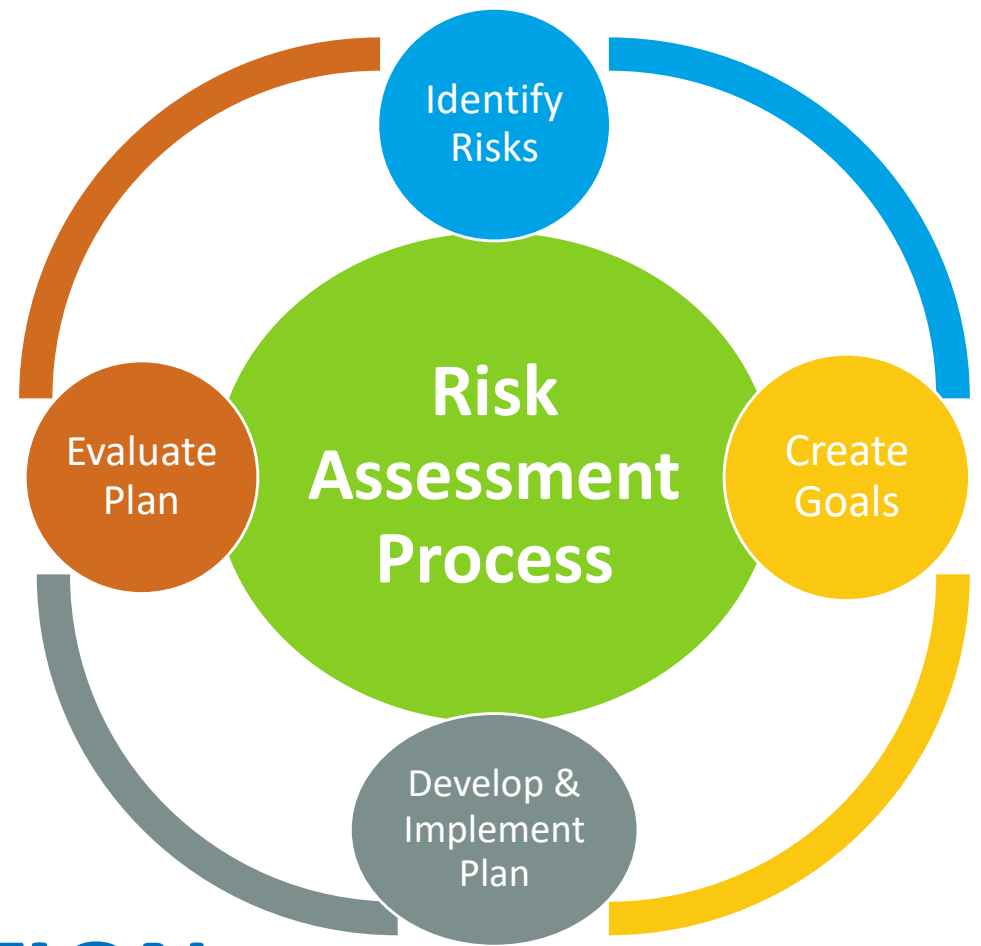 Identify
Risks
Risk
Assessment
Process
Evaluate
Plan
Create
Goals
Develop &
Implement
Plan